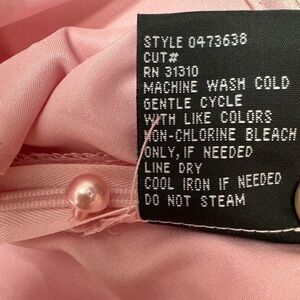 STYLE 0473638
CUT#
RN 31310
MACHINE WASH COLD
GENTLE CYCLE
WITH LIKE COLORS
NON-CHLORINE BLEACH
ONLY, IF NEEDED
LINE DRY
COOL IRON IF NEEDED
DO NOT STEAM